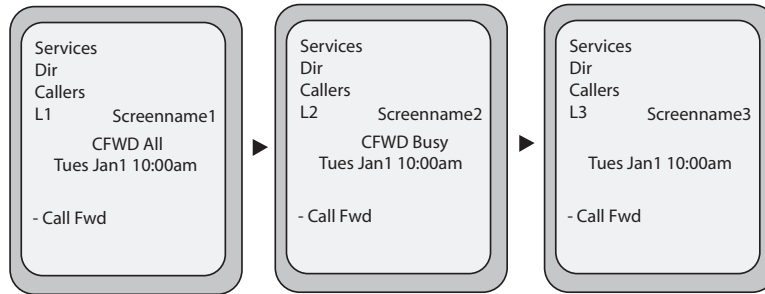 Services
Dir
Callers
L1 Screenname1
CFWD All
Tues Jan1 10:00am
- Call Fwd
Services
Dir
Callers
L2 Screenname2
CFWD Busy
Tues Jan1 10:00am
- Call Fwd
Services
Dir
Callers
L3 Screenname3
Tues Jan1 10:00am
- Call Fwd